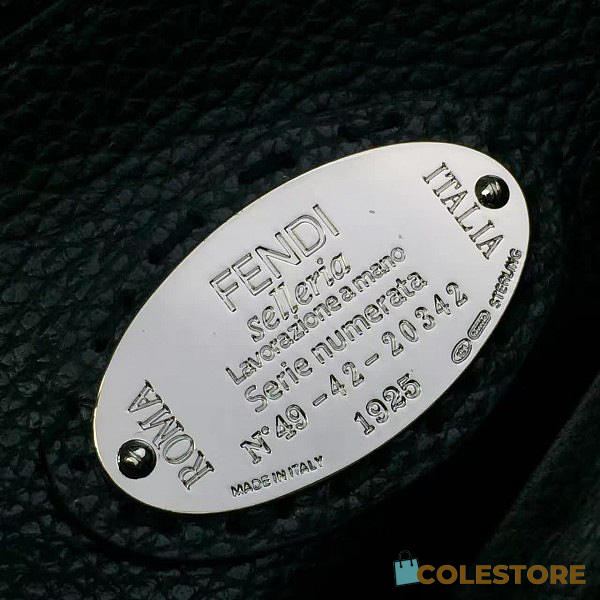 FENDI
Selleria
Lavorazione a mano
Serie numerata
N° 49-42-20342
1925
MADE IN ITALY
ROMA
ITALIA
STERLING
COLESTORE